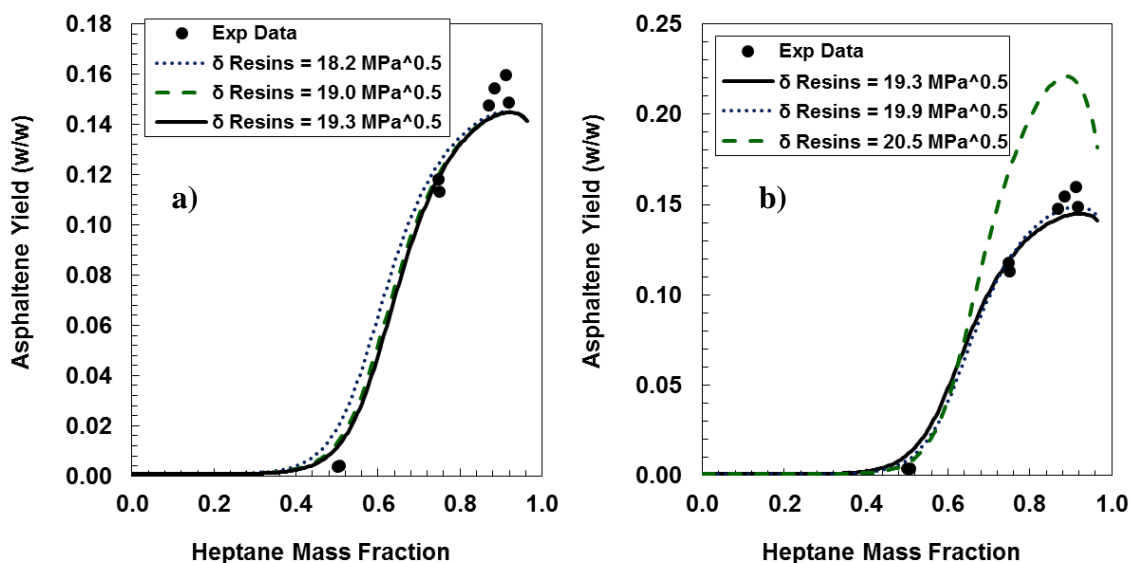 Exp Data
δ Resins = 18.2 MPa^0.5
δ Resins = 19.0 MPa^0.5
δ Resins = 19.3 MPa^0.5
a)
Asphaltene Yield (w/w)
0.18
0.16
0.14
0.12
0.10
0.08
0.06
0.04
0.02
0.00
0.0 0.2 0.4 0.6 0.8 1.0
Heptane Mass Fraction
Exp Data
δ Resins = 19.3 MPa^0.5
δ Resins = 19.9 MPa^0.5
δ Resins = 20.5 MPa^0.5
b)
Asphaltene Yield (w/w)
0.25
0.20
0.15
0.10
0.05
0.00
0.0 0.2 0.4 0.6 0.8 1.0
Heptane Mass Fraction